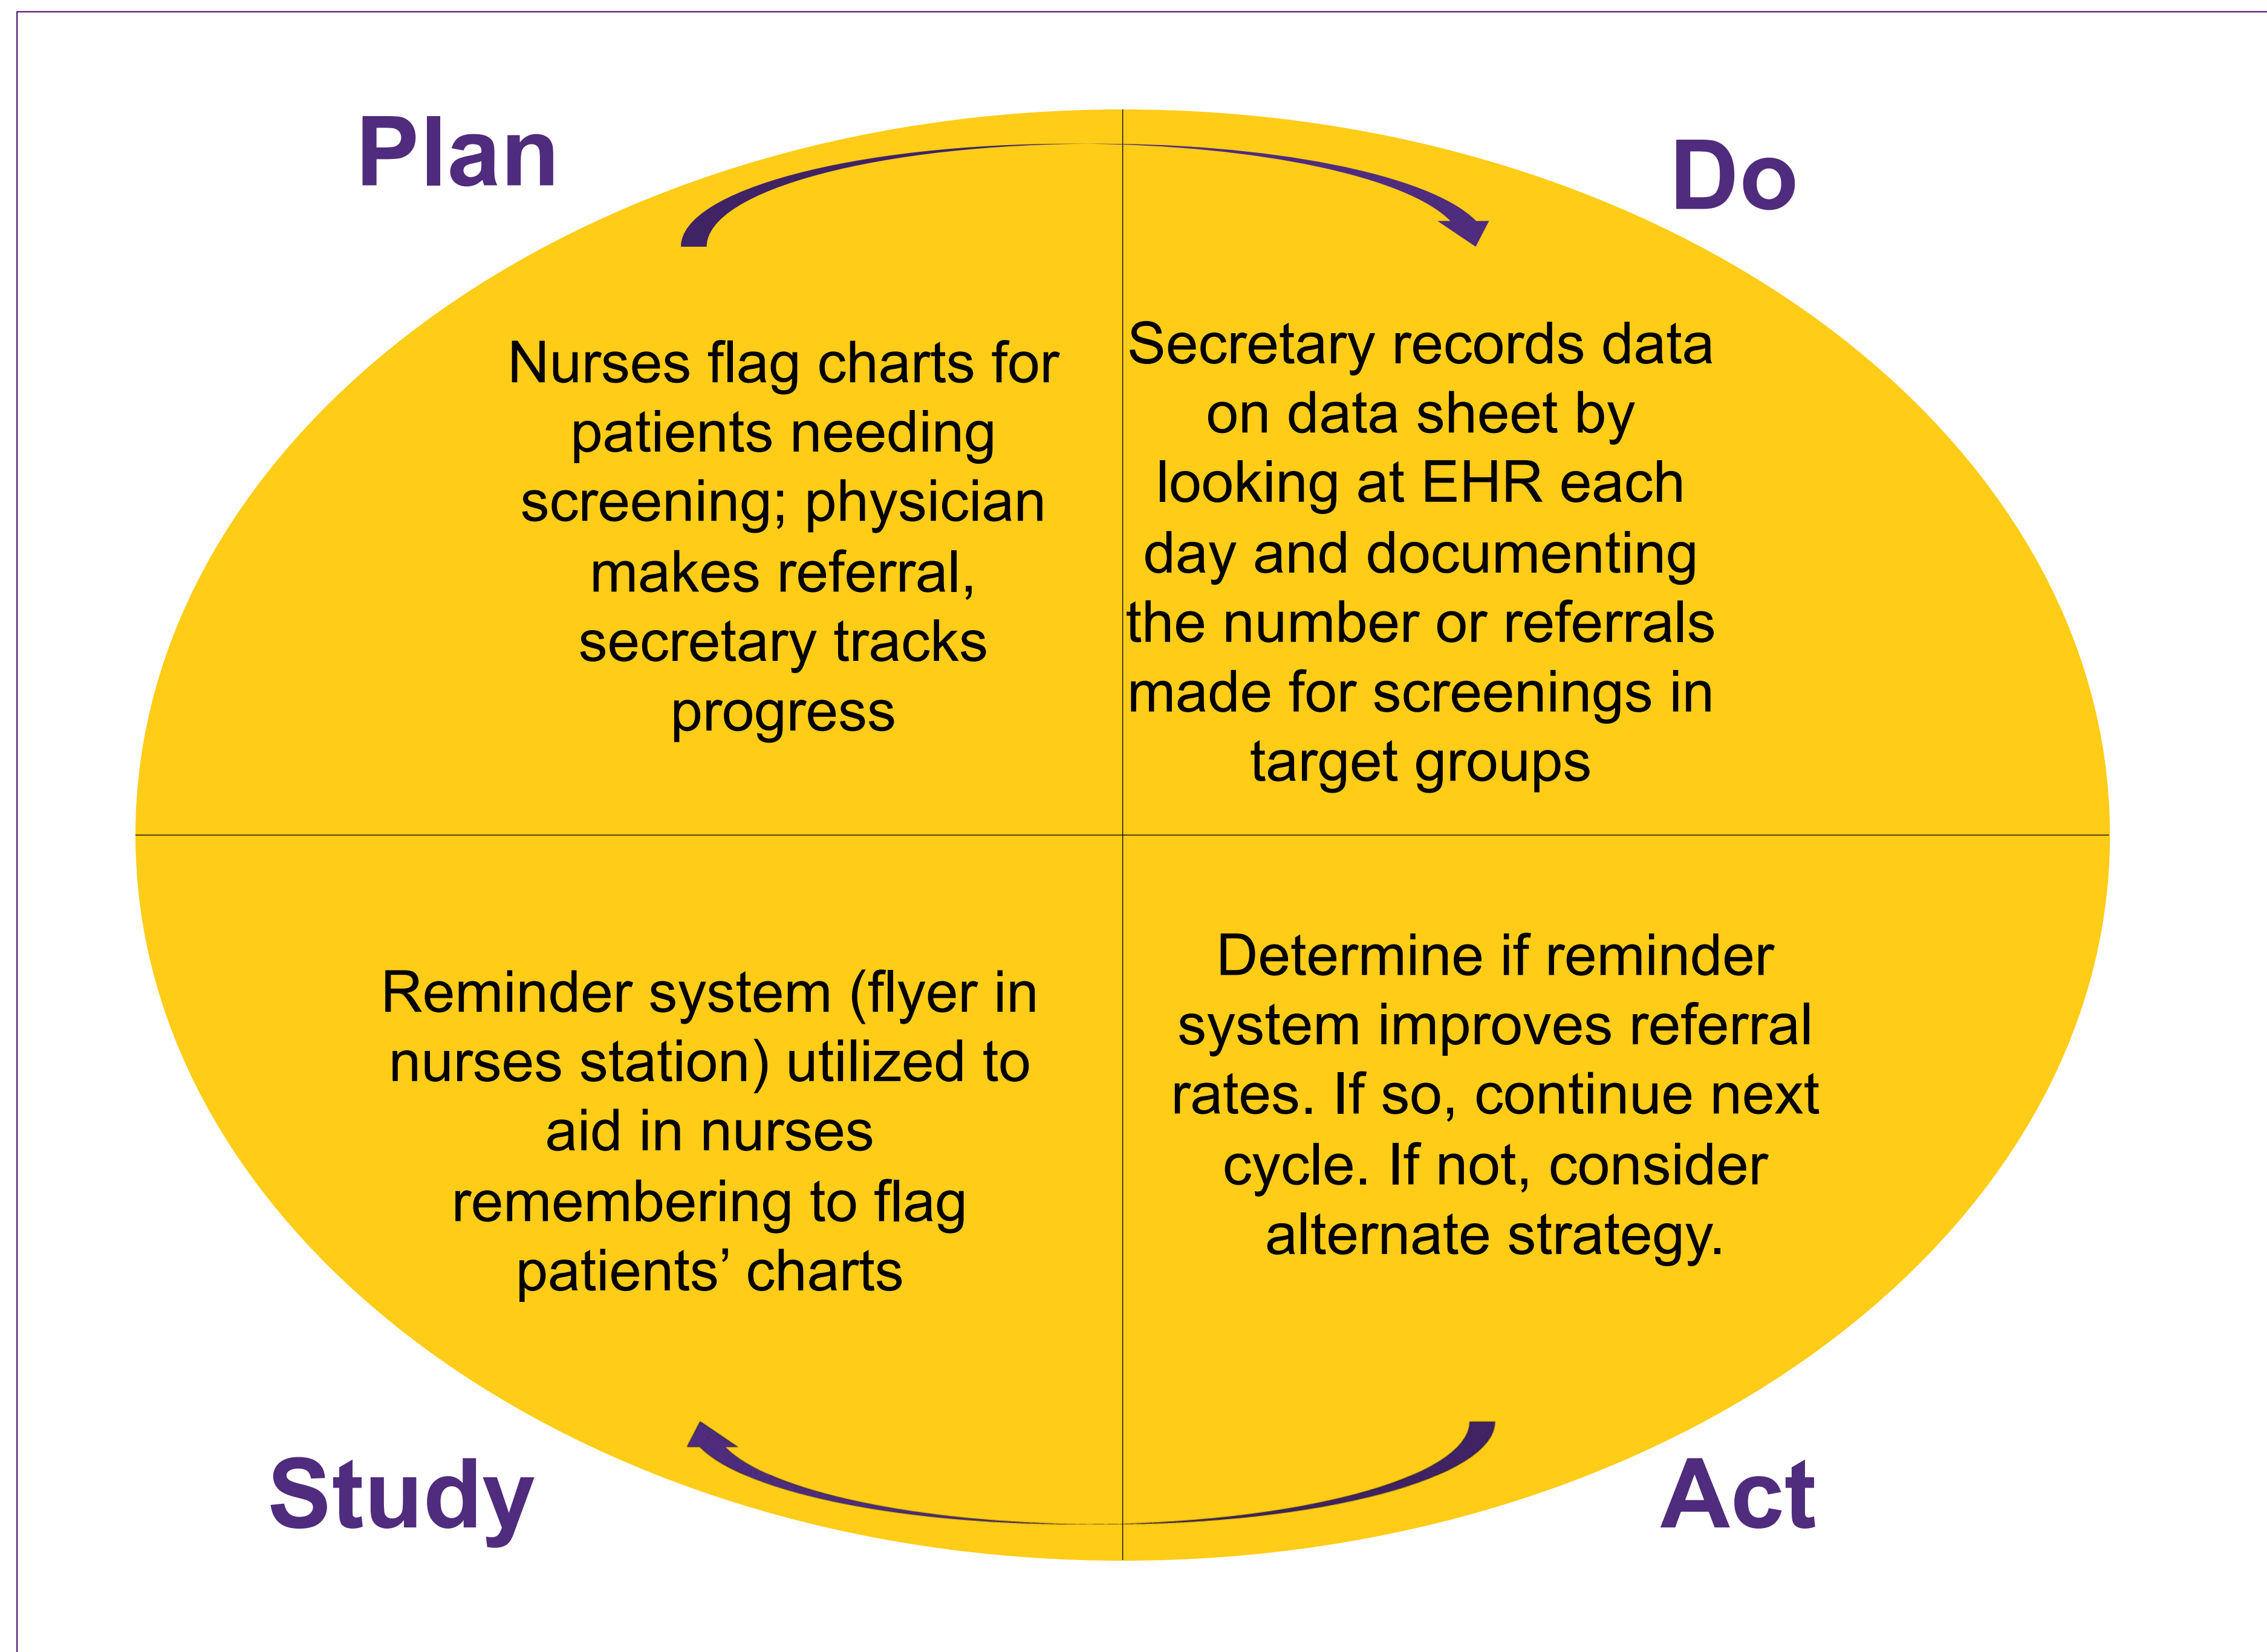 Plan
Nurses flag charts for
patients needing
screening; physician
makes referral,
secretary tracks
progress
Do
Secretary records data
on data sheet by
looking at EHR each
day and documenting
the number or referrals
made for screenings in
target groups
Reminder system (flyer in
nurses station) utilized to
aid in nurses
remembering to flag
patients’ charts
Study
Determine if reminder
system improves referral
rates. If so, continue next
cycle. If not, consider
alternate strategy.
Act